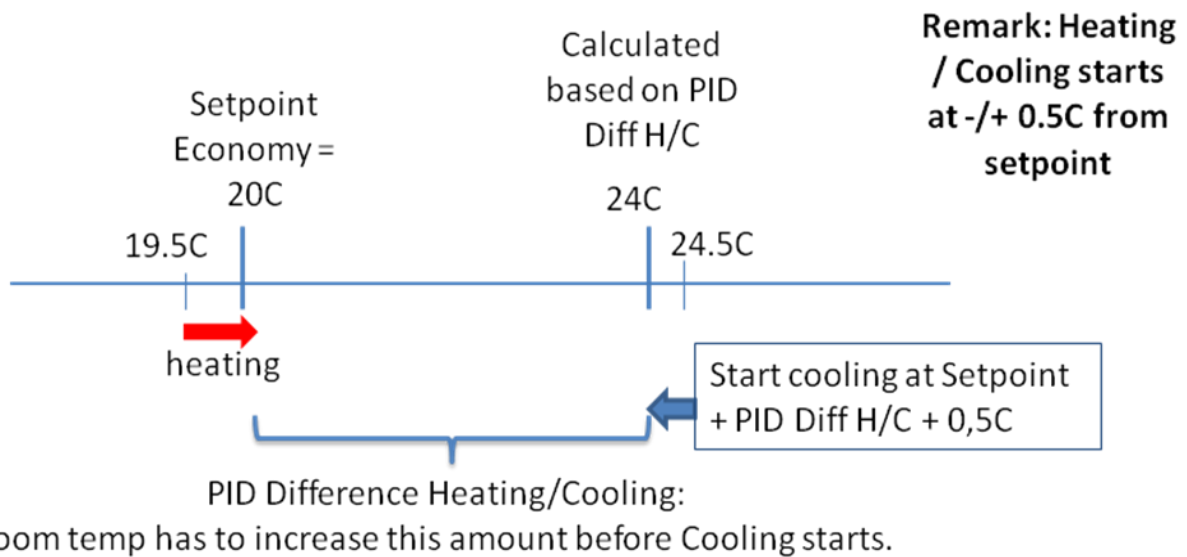 Remark: Heating
/ Cooling starts
at -/+ 0.5C from
setpoint
Calculated
based on PID
Diff H/C
24C
Setpoint
Economy =
20C
19.5C
24.5C
heating
Start cooling at Setpoint
+ PID Diff H/C + 0,5C
PID Difference Heating/Cooling:
oom temp has to increase this amount before Cooling starts.